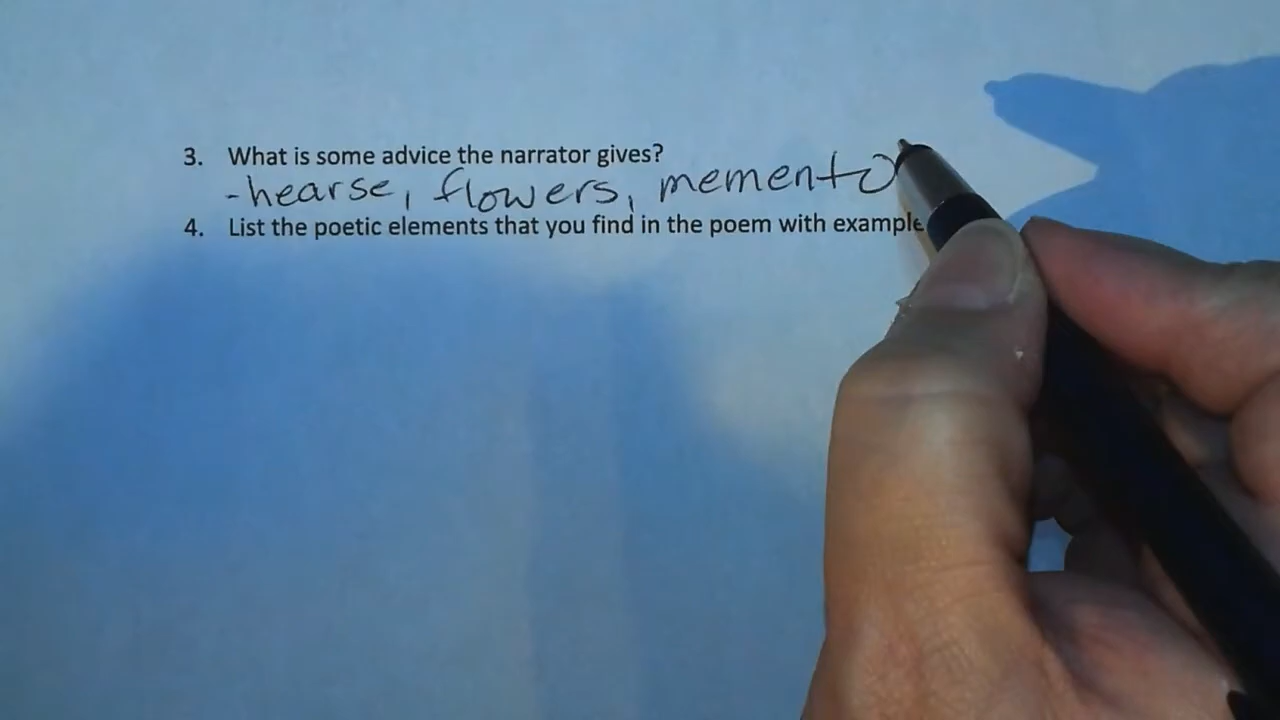 3. What is some advice the narrator gives?
-hearse, flowers, memento
4. List the poetic elements that you find in the poem with example